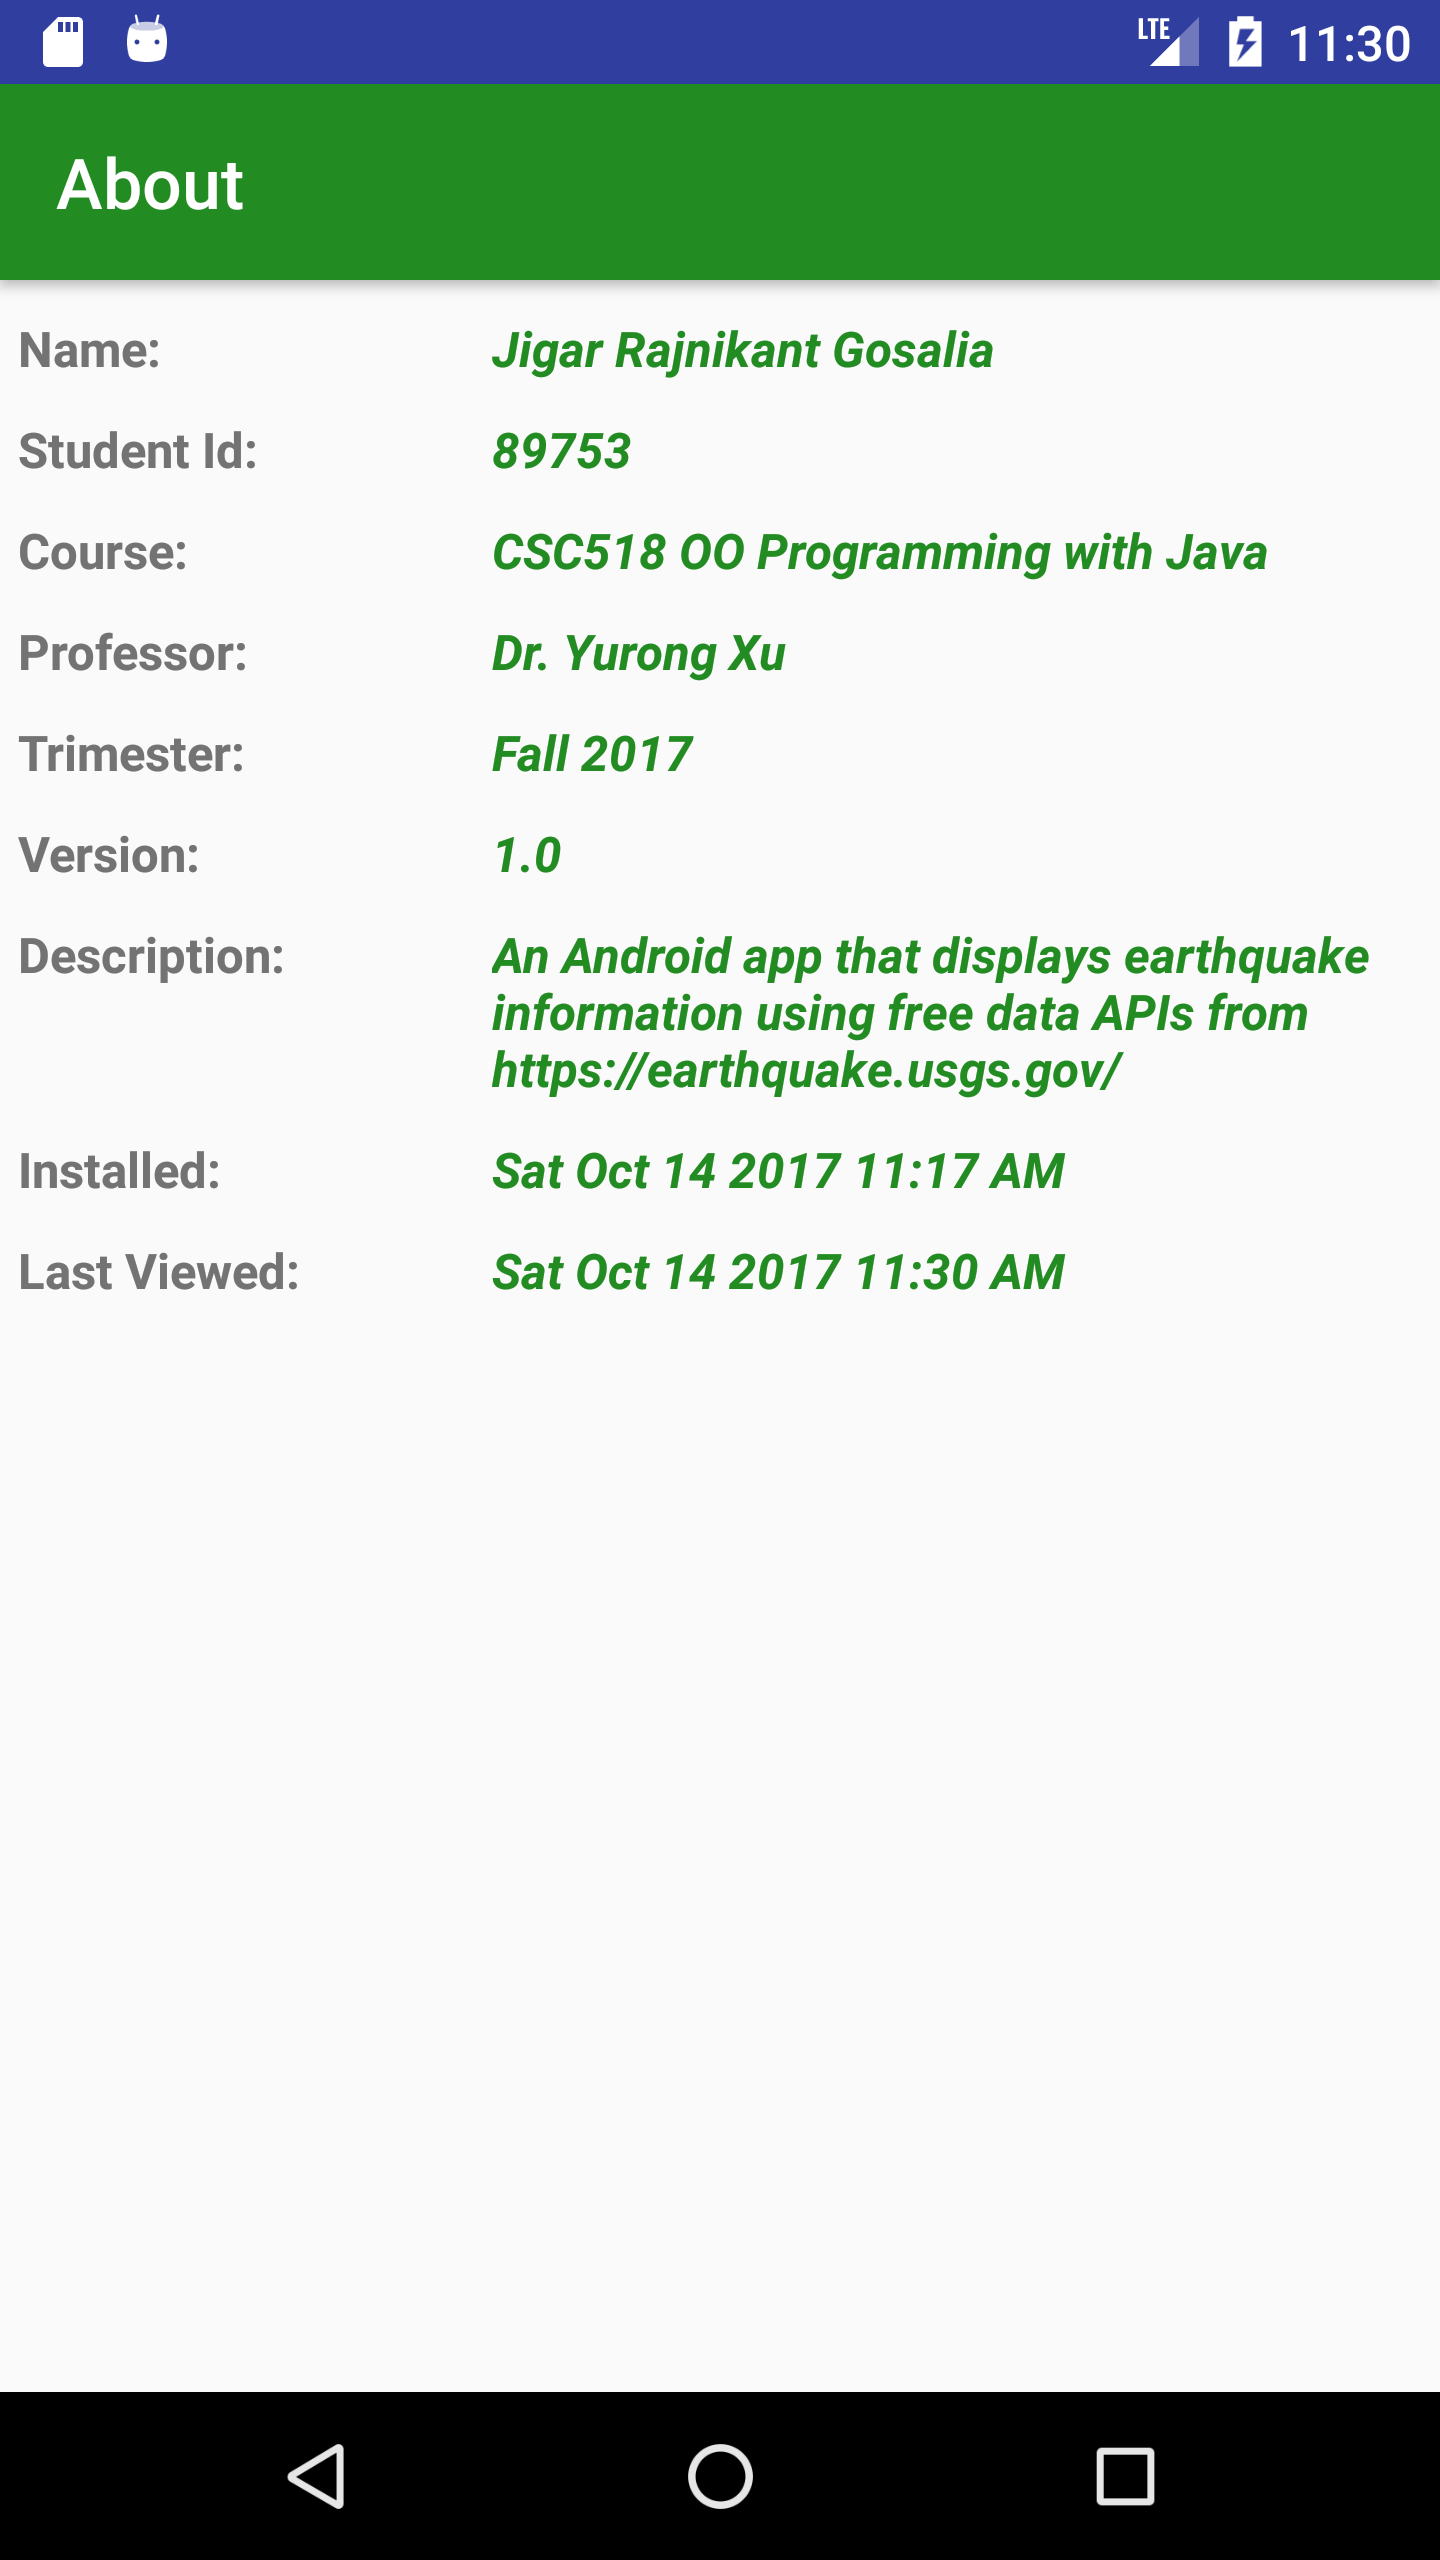 LTE 11:30
About
Name: Jigar Rajnikant Gosalia
Student Id: 89753
Course: CSC518 OO Programming with Java
Professor: Dr. Yurong Xu
Trimester: Fall 2017
Version: 1.0
Description: An Android app that displays earthquake
information using free data APIs from
https://earthquake.usgs.gov/
Installed: Sat Oct 14 2017 11:17 AM
Last Viewed: Sat Oct 14 2017 11:30 AM